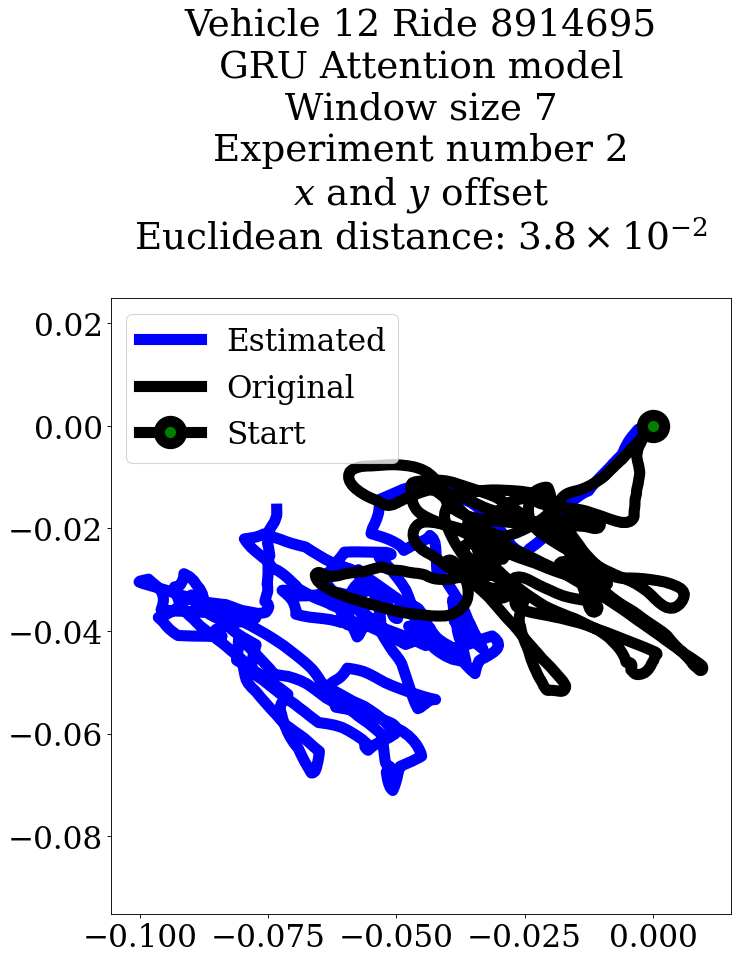 Vehicle 12 Ride 8914695
GRU Attention model
Window size 7
Experiment number 2
x and y offset
Euclidean distance: 3.8 × 10⁻²
Estimated
Original
Start
0.02
0.00
−0.02
−0.04
−0.06
−0.08
−0.100 −0.075 −0.050 −0.025 0.000